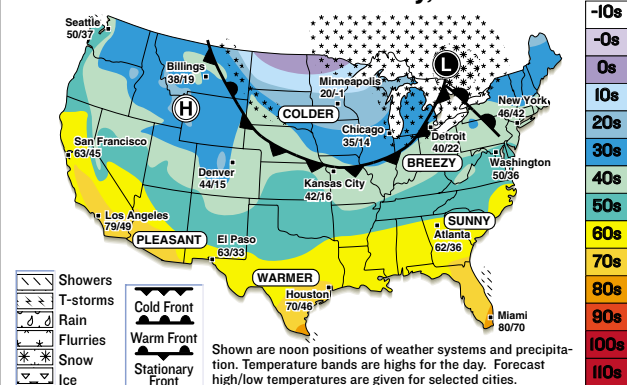 Seattle
50/37
Billings
38/19
H
Minneapolis
20/-1
L
COLDER
New York
46/42
Chicago
35/14
Detroit
40/22
San Francisco
63/45
BREEZY
Washington
50/36
Denver
44/15
Kansas City
42/16
Los Angeles
79/49
PLEASANT
El Paso
63/33
SUNNY
Atlanta
62/36
WARMER
Houston
70/46
Miami
80/70
Showers
T-storms
Rain
Flurries
Snow
Ice
Cold Front
Warm Front
Stationary
Front
Shown are noon positions of weather systems and precipita-
tion. Temperature bands are highs for the day. Forecast
high/low temperatures are given for selected cities.
-10s
-0s
0s
10s
20s
30s
40s
50s
60s
70s
80s
90s
100s
110s